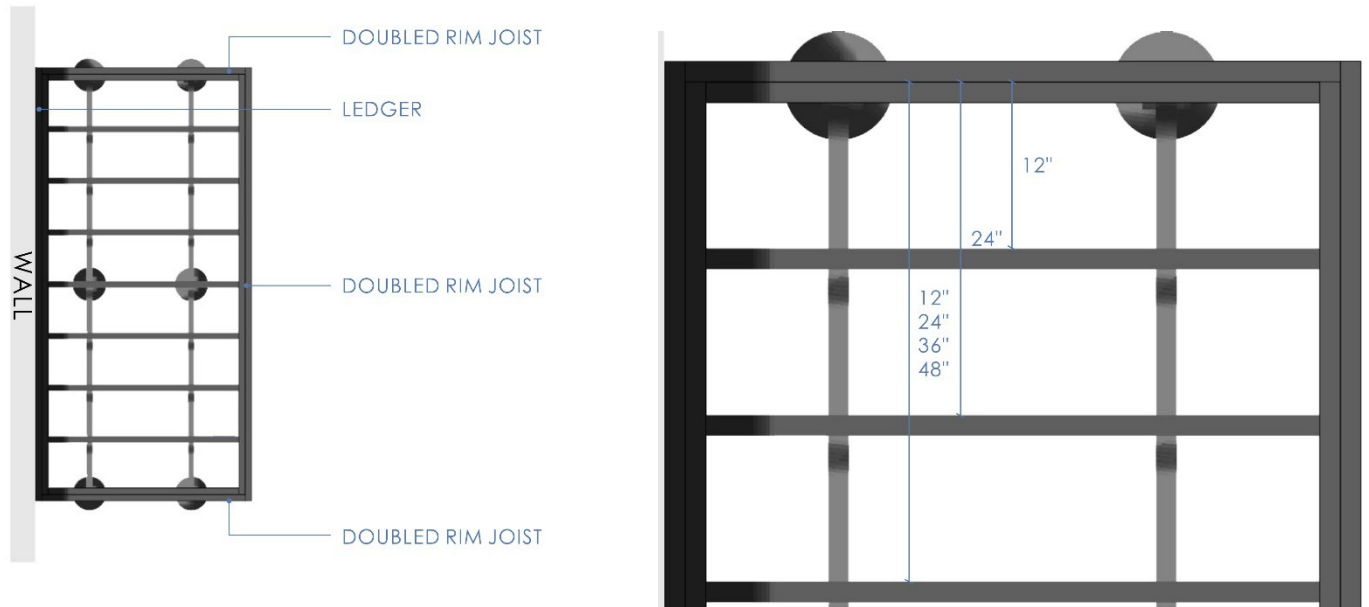 DOUBLED RIM JOIST
LEDGER
WALL
DOUBLED RIM JOIST
DOUBLED RIM JOIST
12"
24"
12"
24"
36"
48"